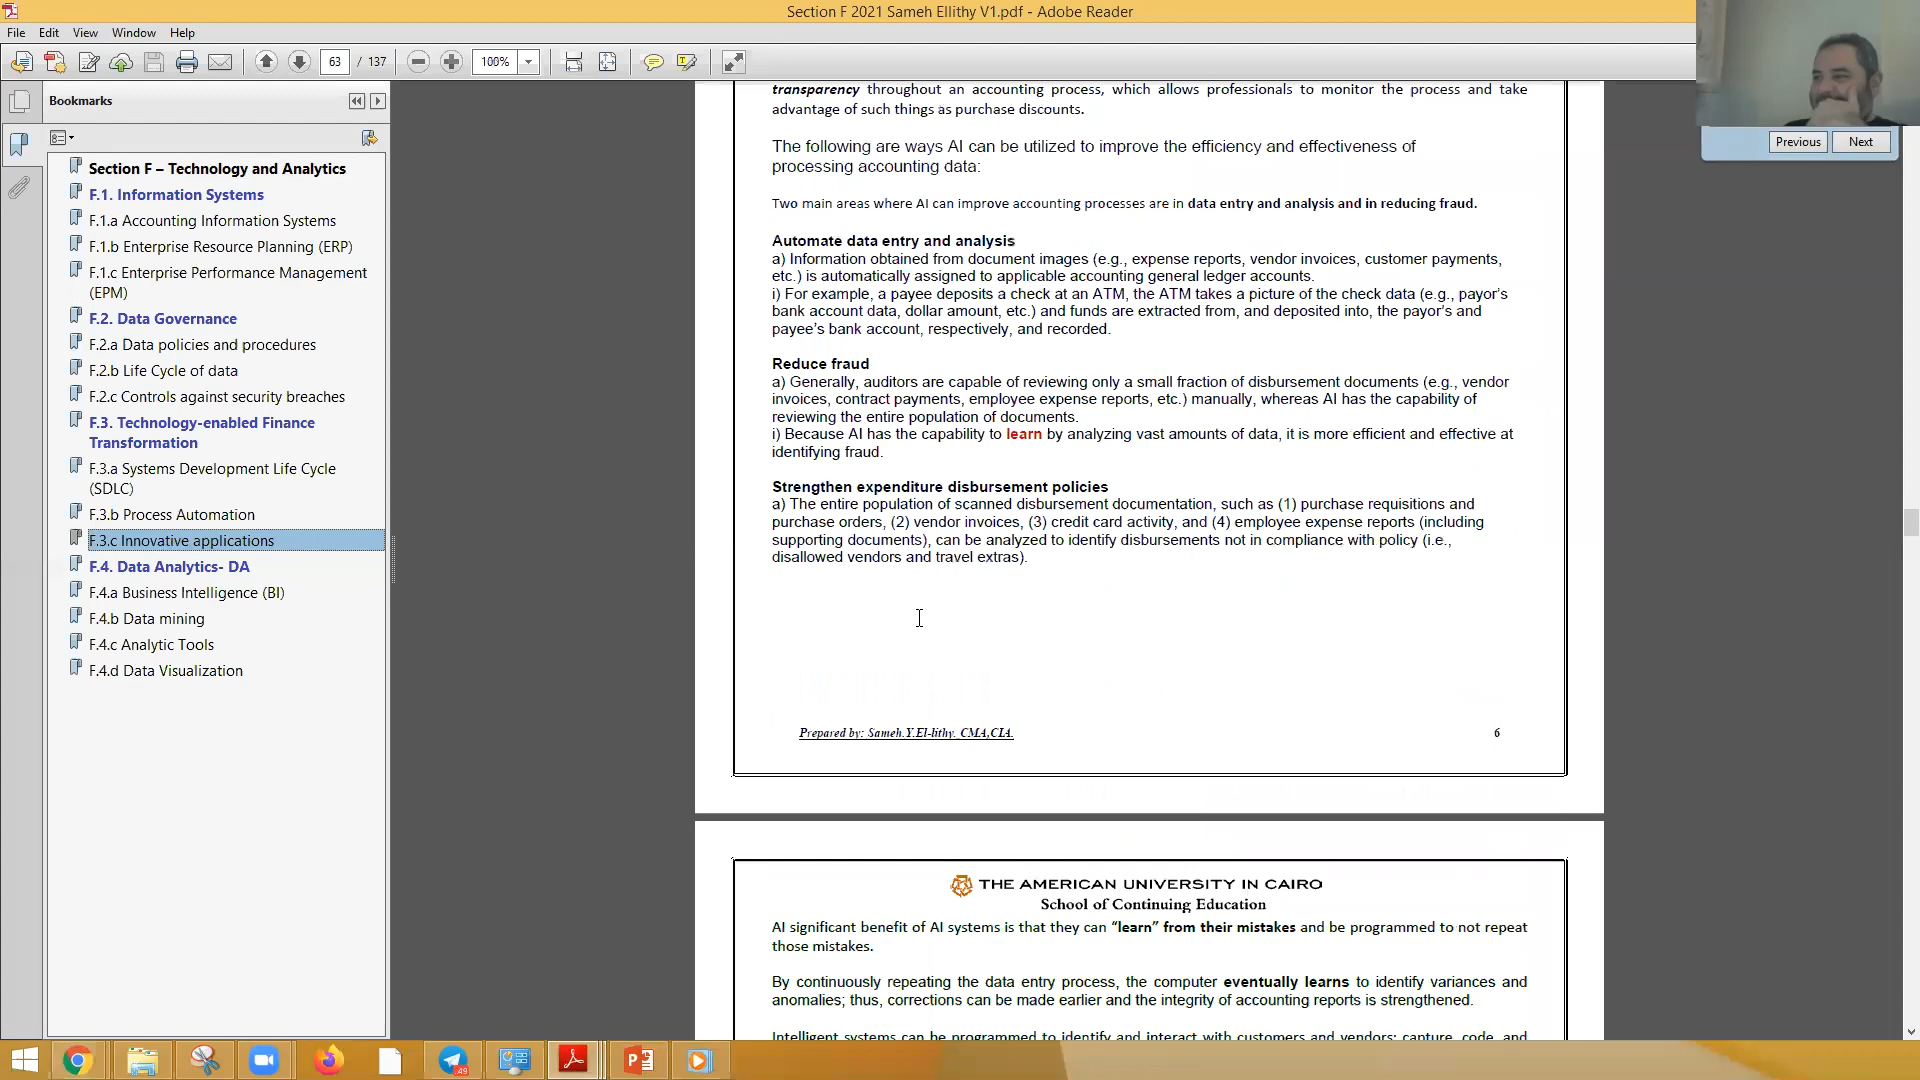 Section F 2021 Sameh Ellithy V1.pdf - Adobe Reader
File Edit View Window Help
63 / 137 100%
Previous Next
Bookmarks
Section F – Technology and Analytics
F.1. Information Systems
F.1.a Accounting Information Systems
F.1.b Enterprise Resource Planning (ERP)
F.1.c Enterprise Performance Management
(EPM)
F.2. Data Governance
F.2.a Data policies and procedures
F.2.b Life Cycle of data
F.2.c Controls against security breaches
F.3. Technology-enabled Finance
Transformation
F.3.a Systems Development Life Cycle
(SDLC)
F.3.b Process Automation
F.3.c Innovative applications
F.4. Data Analytics- DA
F.4.a Business Intelligence (BI)
F.4.b Data mining
F.4.c Analytic Tools
F.4.d Data Visualization
transparency throughout an accounting process, which allows professionals to monitor the process and take
advantage of such things as purchase discounts.
The following are ways AI can be utilized to improve the efficiency and effectiveness of
processing accounting data:
Two main areas where AI can improve accounting processes are in data entry and analysis and in reducing fraud.
Automate data entry and analysis
a) Information obtained from document images (e.g., expense reports, vendor invoices, customer payments,
etc.) is automatically assigned to applicable accounting general ledger accounts.
i) For example, a payee deposits a check at an ATM, the ATM takes a picture of the check data (e.g., payor's
bank account data, dollar amount, etc.) and funds are extracted from, and deposited into, the payor's and
payee's bank account, respectively, and recorded.
Reduce fraud
a) Generally, auditors are capable of reviewing only a small fraction of disbursement documents (e.g., vendor
invoices, contract payments, employee expense reports, etc.) manually, whereas AI has the capability of
reviewing the entire population of documents.
i) Because AI has the capability to learn by analyzing vast amounts of data, it is more efficient and effective at
identifying fraud.
Strengthen expenditure disbursement policies
a) The entire population of scanned disbursement documentation, such as (1) purchase requisitions and
purchase orders, (2) vendor invoices, (3) credit card activity, and (4) employee expense reports (including
supporting documents), can be analyzed to identify disbursements not in compliance with policy (i.e.,
disallowed vendors and travel extras).
Prepared by: Sameh.Y.El-lithy. CMA,CIA. 6
THE AMERICAN UNIVERSITY IN CAIRO
School of Continuing Education
AI significant benefit of AI systems is that they can “learn” from their mistakes and be programmed to not repeat
those mistakes.
By continuously repeating the data entry process, the computer eventually learns to identify variances and
anomalies; thus, corrections can be made earlier and the integrity of accounting reports is strengthened.
Intelligent systems can be programmed to identify and interact with customers and vendors; capture, code, and
49